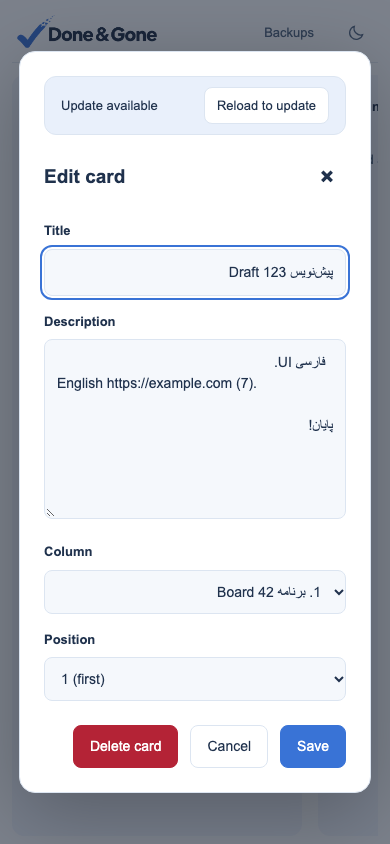 Done & Gone
Backups
Update available
Reload to update
Edit card
Title
پیش‌نویس Draft 123
Description
فارسی UI.
English https://example.com (7).
پایان!
Column
1. برنامه Board 42
Position
1 (first)
Delete card
Cancel
Save